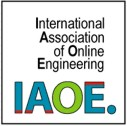 International
Association
of Online
Engineering
IAOE.